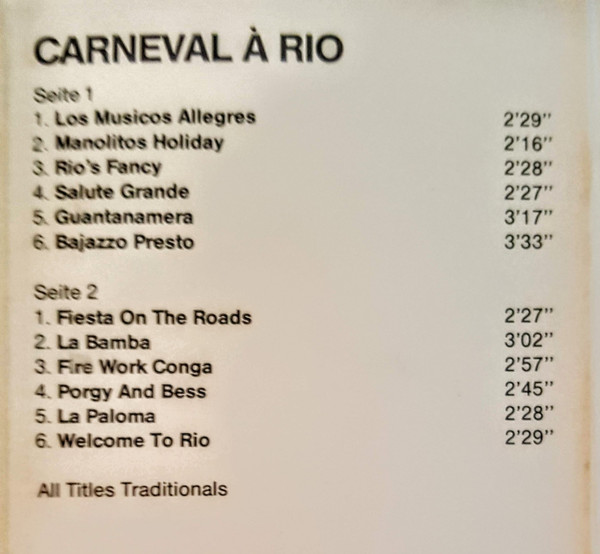 CARNEVAL À RIO
Seite 1
1. Los Musicos Allegres 2'29"
2. Manolitos Holiday 2'16"
3. Rio's Fancy 2'28"
4. Salute Grande 2'27"
5. Guantanamera 3'17"
6. Bajazzo Presto 3'33"
Seite 2
1. Fiesta On The Roads 2'27"
2. La Bamba 3'02"
3. Fire Work Conga 2'57"
4. Porgy And Bess 2'45"
5. La Paloma 2'28"
6. Welcome To Rio 2'29"
All Titles Traditionals